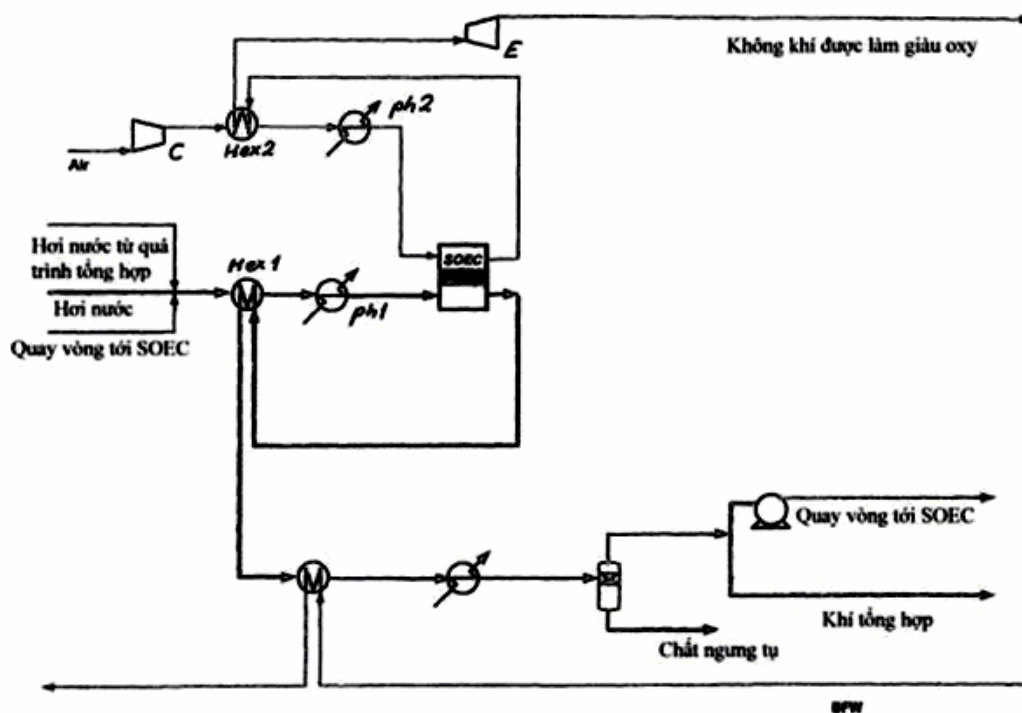 E
Không khí được làm giàu oxy
ph2
C
Hex2
Air
Hơi nước từ quá
trình tổng hợp
Hex1
SOEC
Hơi nước
ph1
Quay vòng tới SOEC
Quay vòng tới SOEC
Khí tổng hợp
Chất ngưng tụ
BFW